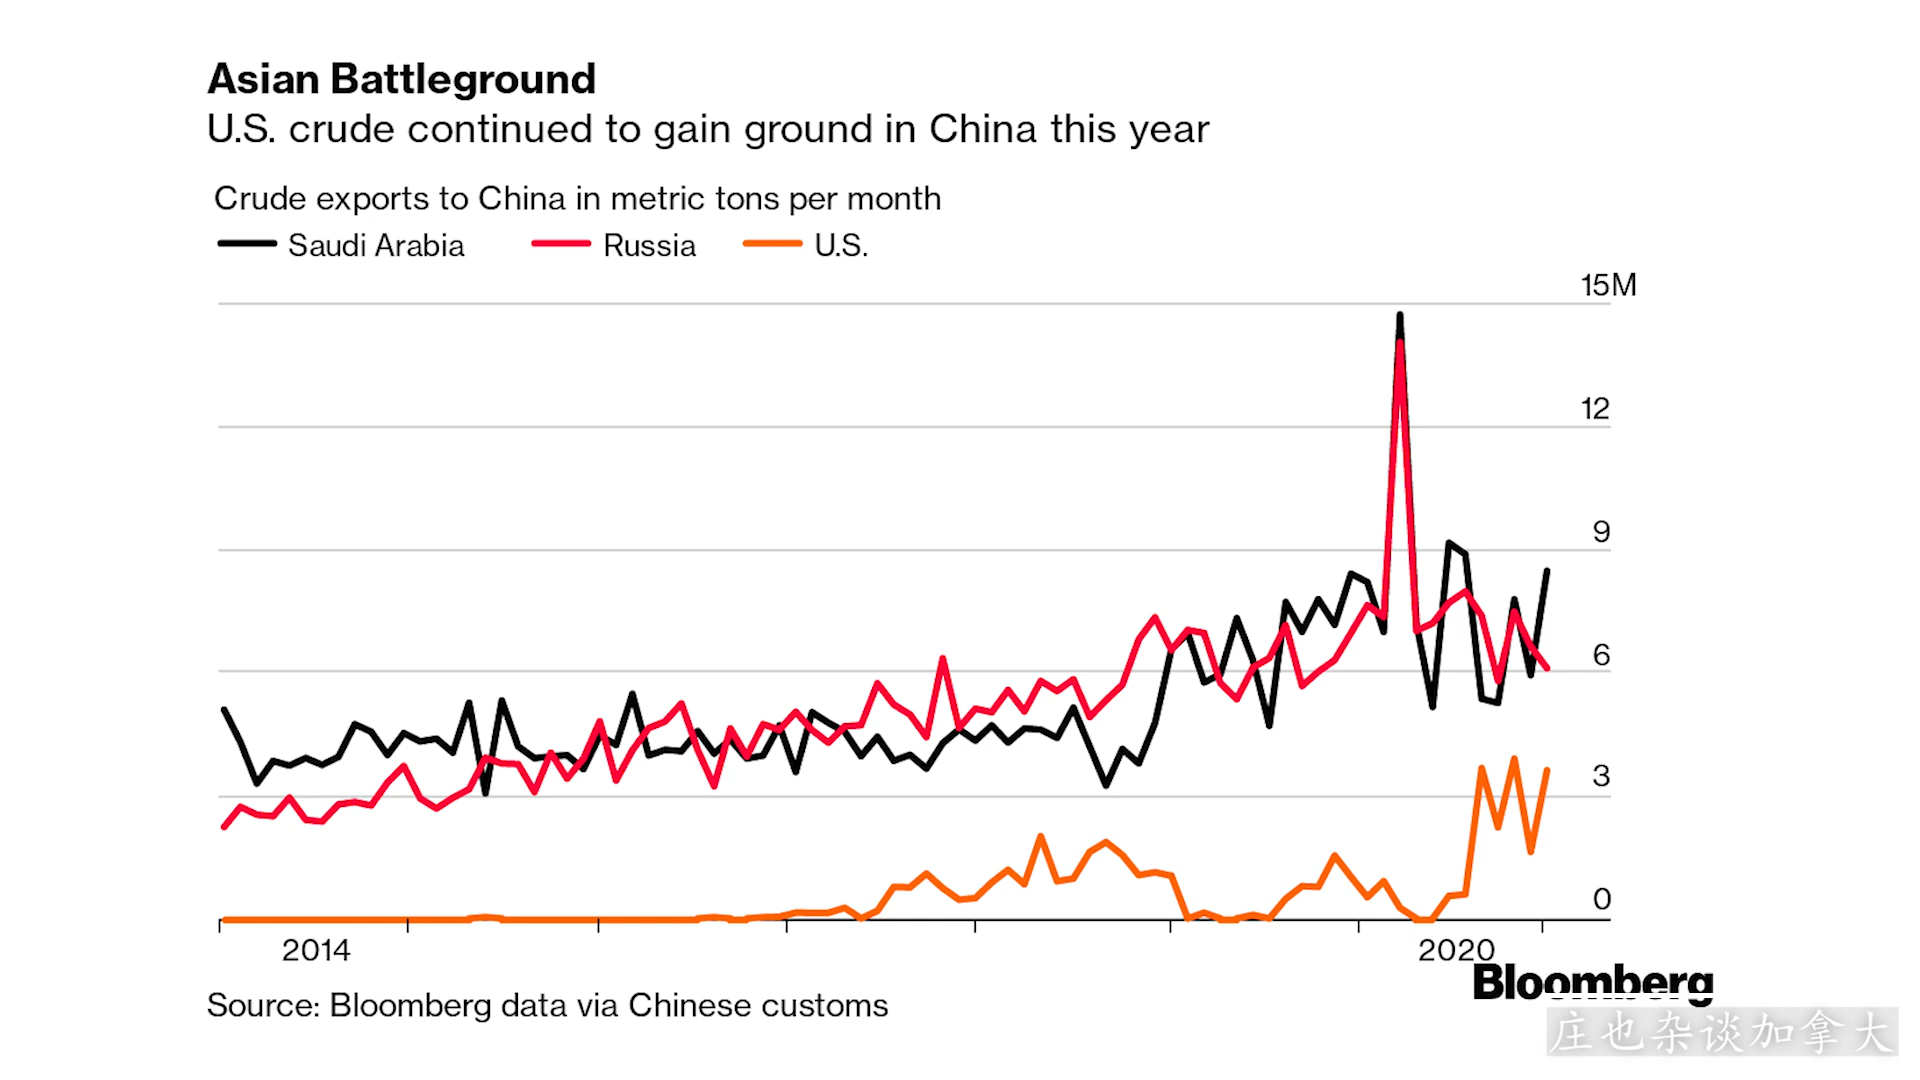 Asian Battleground
U.S. crude continued to gain ground in China this year
Crude exports to China in metric tons per month
Saudi Arabia Russia U.S.
15M
12
9
6
3
0
2014 2020
Bloomberg
Source: Bloomberg data via Chinese customs
庄也杂谈加拿大